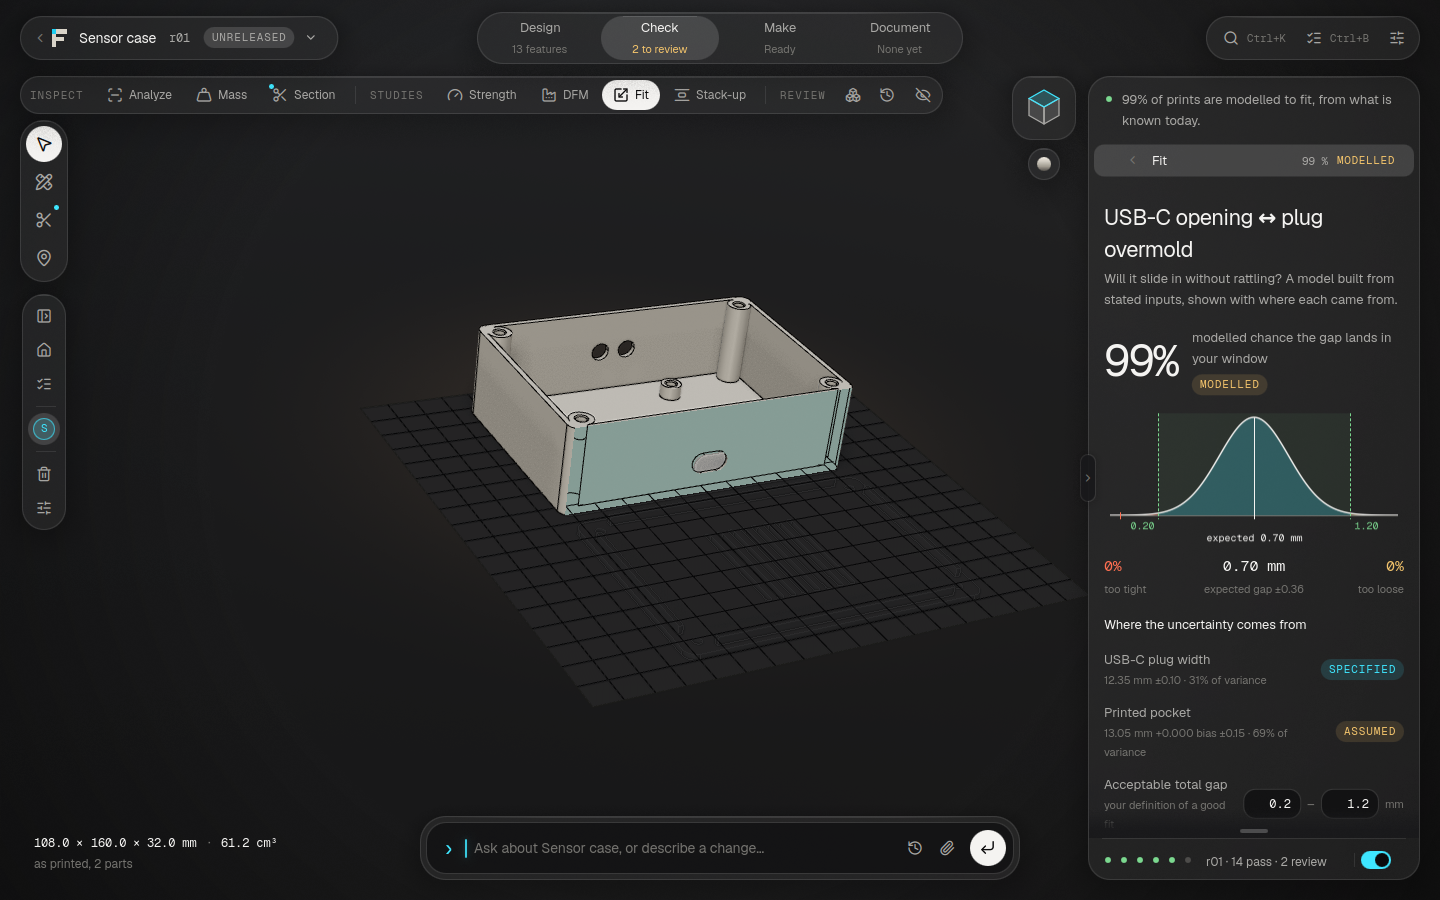 Sensor case r01 UNRELEASED
Design
13 features
Check
2 to review
Make
Ready
Document
None yet
Ctrl+K
Ctrl+B
INSPECT Analyze Mass Section STUDIES Strength DFM Fit Stack-up REVIEW
S
99% of prints are modelled to fit, from what is
known today.
Fit 99 % MODELLED
USB-C opening ↔ plug
overmold
Will it slide in without rattling? A model built from
stated inputs, shown with where each came from.
99%
modelled chance the gap lands in
your window
MODELLED
0.20 1.20
expected 0.70 mm
0% 0.70 mm 0%
too tight expected gap ±0.36 too loose
Where the uncertainty comes from
USB-C plug width
12.35 mm ±0.10 · 31% of variance
SPECIFIED
Printed pocket
13.05 mm +0.000 bias ±0.15 · 69% of
variance
ASSUMED
Acceptable total gap
your definition of a good
fit
0.2 – 1.2 mm
r01 · 14 pass · 2 review
108.0 × 160.0 × 32.0 mm · 61.2 cm³
as printed, 2 parts
Ask about Sensor case, or describe a change...